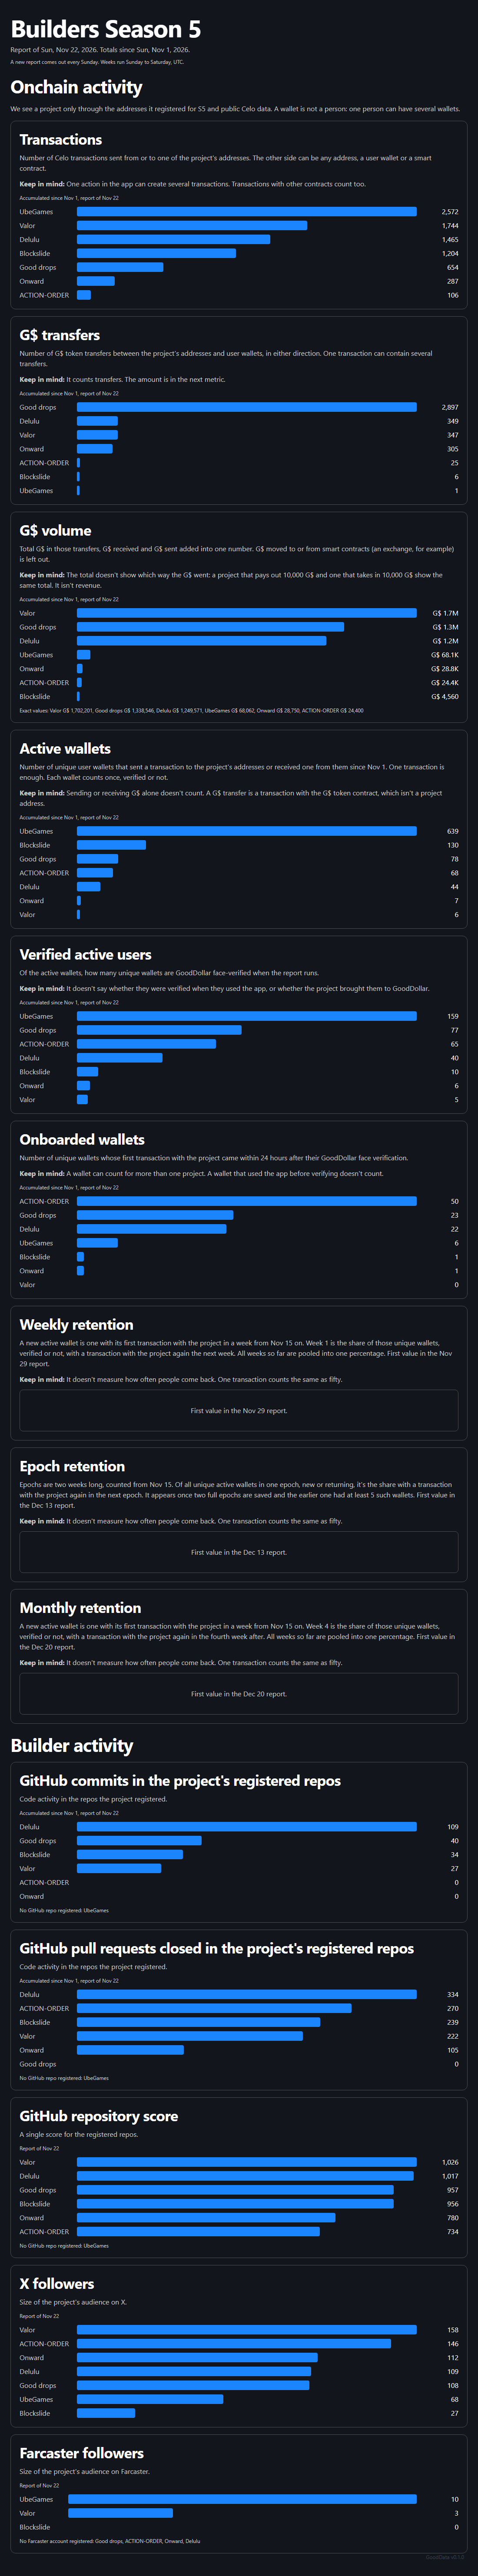 Builders Season 5
Report of Sun, Nov 22, 2026. Totals since Sun, Nov 1, 2026.
A new report comes out every Sunday. Weeks run Sunday to Saturday, UTC.
Onchain activity
We see a project only through the addresses it registered for S5 and public Celo data. A wallet is not a person: one person can have several wallets.
Transactions
Number of Celo transactions sent from or to one of the project's addresses. The other side can be any address, a user wallet or a smart
contract.
Keep in mind: One action in the app can create several transactions. Transactions with other contracts count too.
Accumulated since Nov 1, report of Nov 22
UbeGames 2,572
Valor 1,744
Delulu 1,465
Blockslide 1,204
Good drops 654
Onward 287
ACTION-ORDER 106
G$ transfers
Number of G$ token transfers between the project's addresses and user wallets, in either direction. One transaction can contain several
transfers.
Keep in mind: It counts transfers. The amount is in the next metric.
Accumulated since Nov 1, report of Nov 22
Good drops 2,897
Delulu 349
Valor 347
Onward 305
ACTION-ORDER 25
Blockslide 6
UbeGames 1
G$ volume
Total G$ in those transfers, G$ received and G$ sent added into one number. G$ moved to or from smart contracts (an exchange, for example)
is left out.
Keep in mind: The total doesn't show which way the G$ went: a project that pays out 10,000 G$ and one that takes in 10,000 G$ show the
same total. It isn't revenue.
Accumulated since Nov 1, report of Nov 22
Valor G$ 1.7M
Good drops G$ 1.3M
Delulu G$ 1.2M
UbeGames G$ 68.1K
Onward G$ 28.8K
ACTION-ORDER G$ 24.4K
Blockslide G$ 4,560
Exact values: Valor G$ 1,702,201, Good drops G$ 1,338,546, Delulu G$ 1,249,571, UbeGames G$ 68,062, Onward G$ 28,750, ACTION-ORDER G$ 24,400
Active wallets
Number of unique user wallets that sent a transaction to the project's addresses or received one from them since Nov 1. One transaction is
enough. Each wallet counts once, verified or not.
Keep in mind: Sending or receiving G$ alone doesn't count. A G$ transfer is a transaction with the G$ token contract, which isn't a project
address.
Accumulated since Nov 1, report of Nov 22
UbeGames 639
Blockslide 130
Good drops 78
ACTION-ORDER 68
Delulu 44
Onward 7
Valor 6
Verified active users
Of the active wallets, how many unique wallets are GoodDollar face-verified when the report runs.
Keep in mind: It doesn't say whether they were verified when they used the app, or whether the project brought them to GoodDollar.
Accumulated since Nov 1, report of Nov 22
UbeGames 159
Good drops 77
ACTION-ORDER 65
Delulu 40
Blockslide 10
Onward 6
Valor 5
Onboarded wallets
Number of unique wallets whose first transaction with the project came within 24 hours after their GoodDollar face verification.
Keep in mind: A wallet can count for more than one project. A wallet that used the app before verifying doesn't count.
Accumulated since Nov 1, report of Nov 22
ACTION-ORDER 50
Good drops 23
Delulu 22
UbeGames 6
Blockslide 1
Onward 1
Valor 0
Weekly retention
A new active wallet is one with its first transaction with the project in a week from Nov 15 on. Week 1 is the share of those unique wallets,
verified or not, with a transaction with the project again the next week. All weeks so far are pooled into one percentage. First value in the Nov
29 report.
Keep in mind: It doesn't measure how often people come back. One transaction counts the same as fifty.
First value in the Nov 29 report.
Epoch retention
Epochs are two weeks long, counted from Nov 15. Of all unique active wallets in one epoch, new or returning, it's the share with a transaction
with the project again in the next epoch. It appears once two full epochs are saved and the earlier one had at least 5 such wallets. First value in
the Dec 13 report.
Keep in mind: It doesn't measure how often people come back. One transaction counts the same as fifty.
First value in the Dec 13 report.
Monthly retention
A new active wallet is one with its first transaction with the project in a week from Nov 15 on. Week 4 is the share of those unique wallets,
verified or not, with a transaction with the project again in the fourth week after. All weeks so far are pooled into one percentage. First value in
the Dec 20 report.
Keep in mind: It doesn't measure how often people come back. One transaction counts the same as fifty.
First value in the Dec 20 report.
Builder activity
GitHub commits in the project's registered repos
Code activity in the repos the project registered.
Accumulated since Nov 1, report of Nov 22
Delulu 109
Good drops 40
Blockslide 34
Valor 27
ACTION-ORDER 0
Onward 0
No GitHub repo registered: UbeGames
GitHub pull requests closed in the project's registered repos
Code activity in the repos the project registered.
Accumulated since Nov 1, report of Nov 22
Delulu 334
ACTION-ORDER 270
Blockslide 239
Valor 222
Onward 105
Good drops 0
No GitHub repo registered: UbeGames
GitHub repository score
A single score for the registered repos.
Report of Nov 22
Valor 1,026
Delulu 1,017
Good drops 957
Blockslide 956
Onward 780
ACTION-ORDER 734
No GitHub repo registered: UbeGames
X followers
Size of the project's audience on X.
Report of Nov 22
Valor 158
ACTION-ORDER 146
Onward 112
Delulu 109
Good drops 108
UbeGames 68
Blockslide 27
Farcaster followers
Size of the project's audience on Farcaster.
Report of Nov 22
UbeGames 10
Valor 3
Blockslide 0
No Farcaster account registered: Good drops, ACTION-ORDER, Onward, Delulu